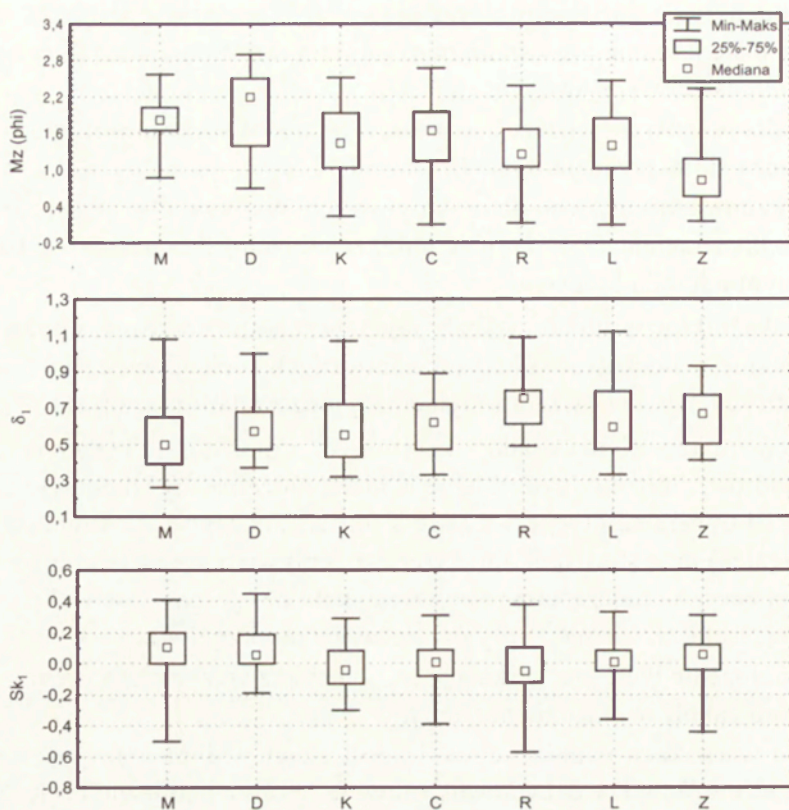 Min-Maks
25%-75%
Mediana
Mz (phi)
3,4
2,8
2,2
1,6
1,0
0,4
-0,2
M D K C R L Z
δ₁
1,3
1,1
0,9
0,7
0,5
0,3
0,1
M D K C R L Z
Sk₁
0,6
0,4
0,2
0,0
-0,2
-0,4
-0,6
-0,8
M D K C R L Z